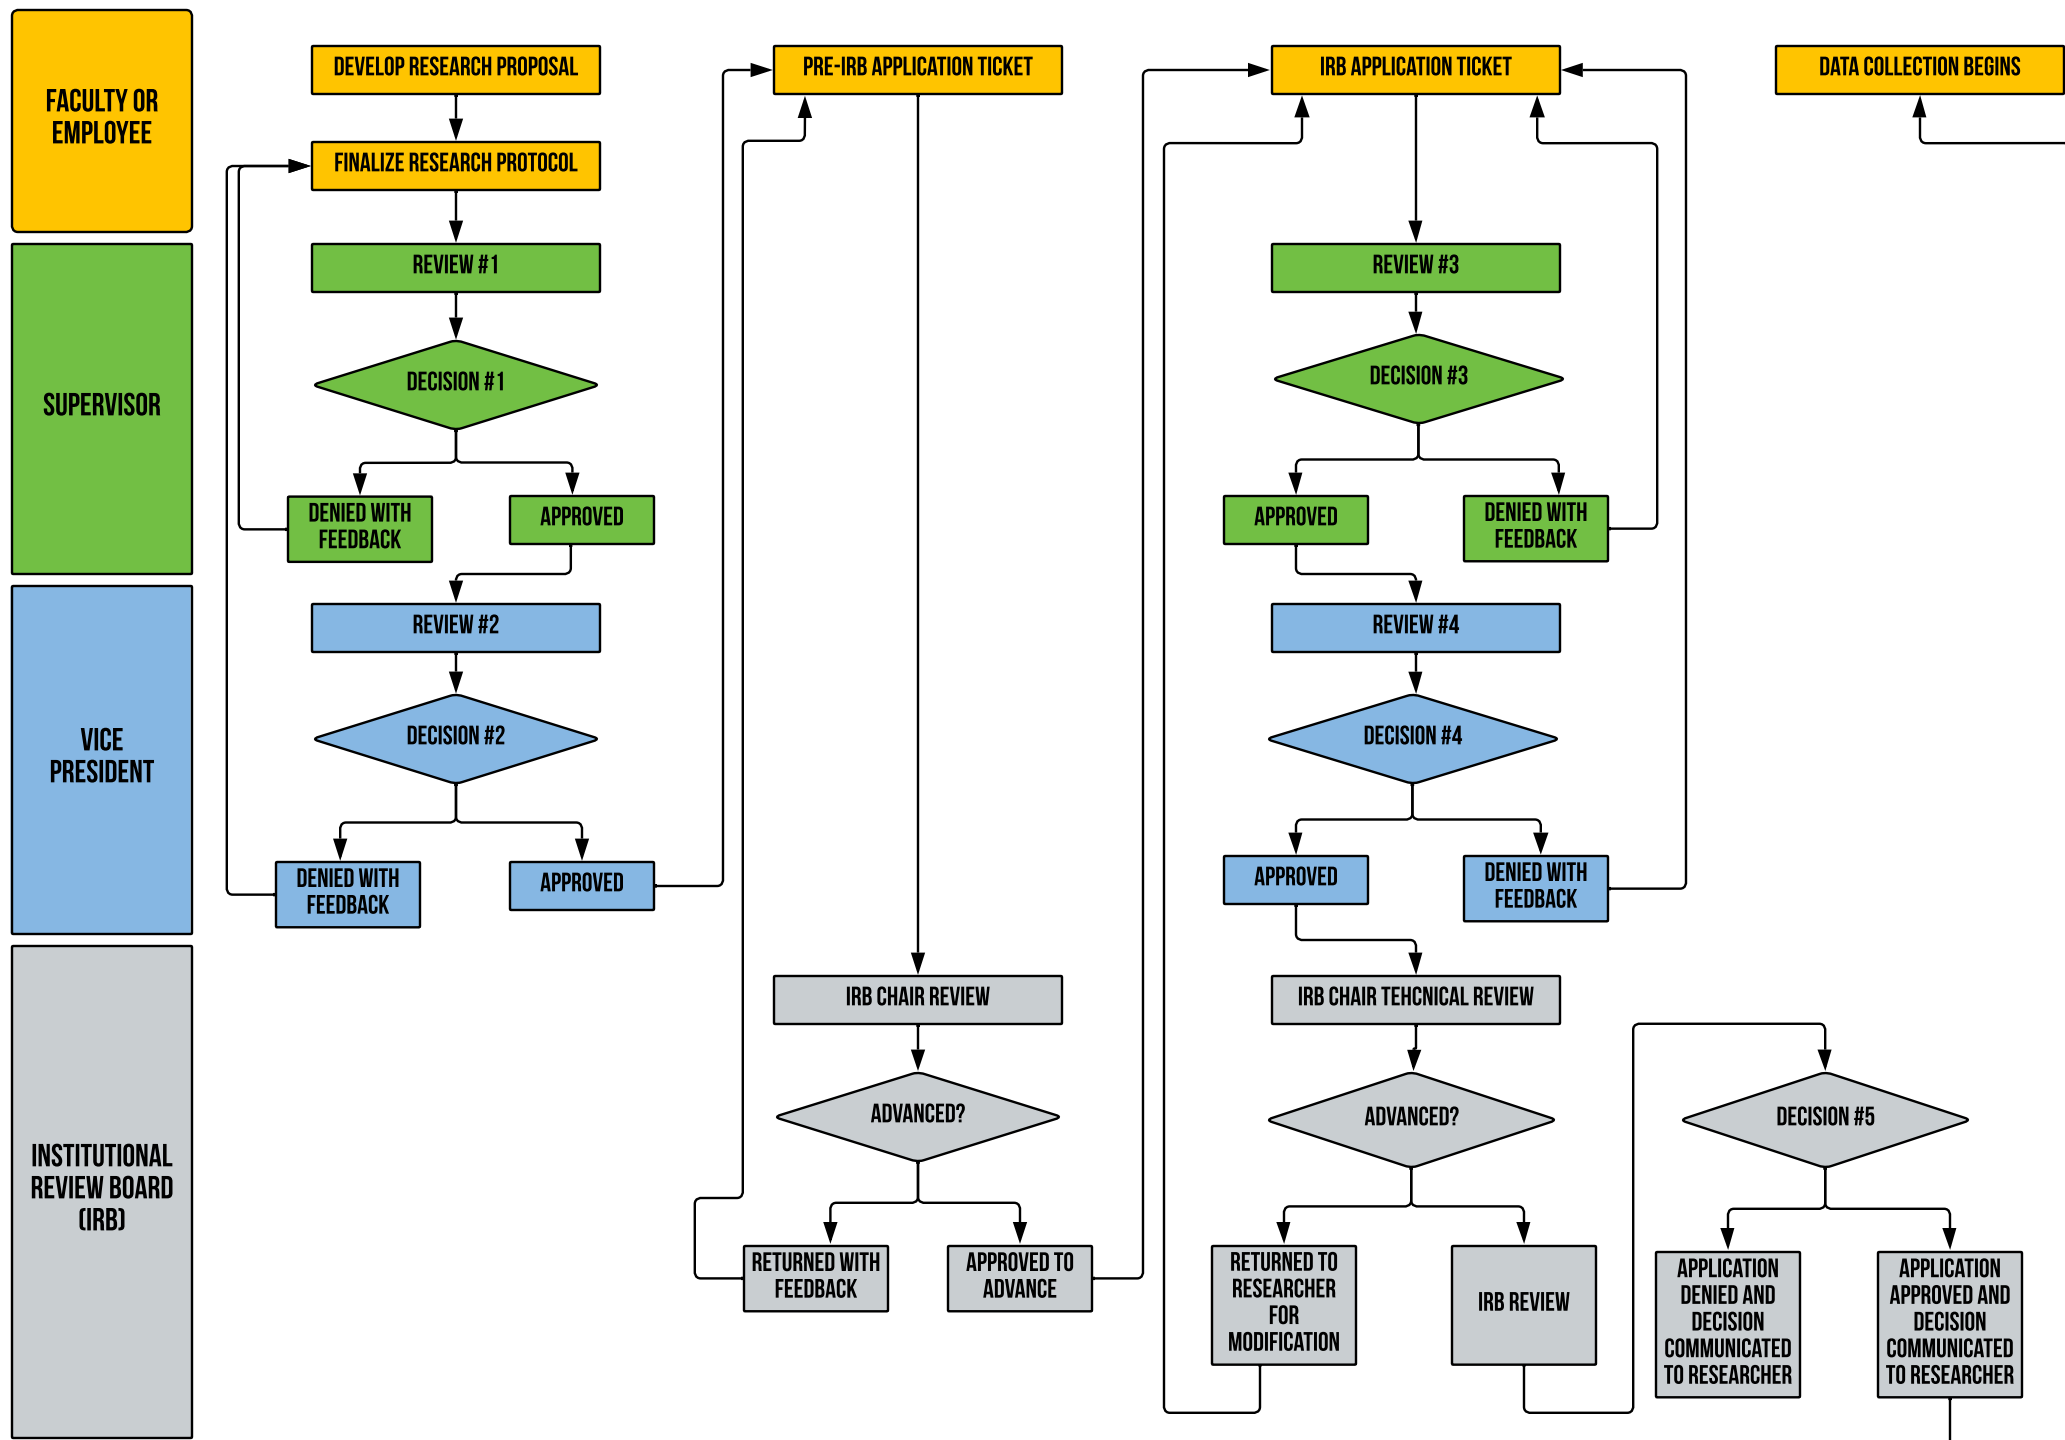 FACULTY OR
EMPLOYEE
SUPERVISOR
VICE
PRESIDENT
INSTITUTIONAL
REVIEW BOARD
(IRB)
DEVELOP RESEARCH PROPOSAL
FINALIZE RESEARCH PROTOCOL
REVIEW #1
DECISION #1
DENIED WITH
FEEDBACK
APPROVED
REVIEW #2
DECISION #2
DENIED WITH
FEEDBACK
APPROVED
PRE-IRB APPLICATION TICKET
IRB CHAIR REVIEW
ADVANCED?
RETURNED WITH
FEEDBACK
APPROVED TO
ADVANCE
IRB APPLICATION TICKET
REVIEW #3
DECISION #3
APPROVED
DENIED WITH
FEEDBACK
REVIEW #4
DECISION #4
APPROVED
DENIED WITH
FEEDBACK
IRB CHAIR TEHCNICAL REVIEW
ADVANCED?
RETURNED TO
RESEARCHER
FOR
MODIFICATION
IRB REVIEW
DECISION #5
APPLICATION
DENIED AND
DECISION
COMMUNICATED
TO RESEARCHER
APPLICATION
APPROVED AND
DECISION
COMMUNICATED
TO RESEARCHER
DATA COLLECTION BEGINS